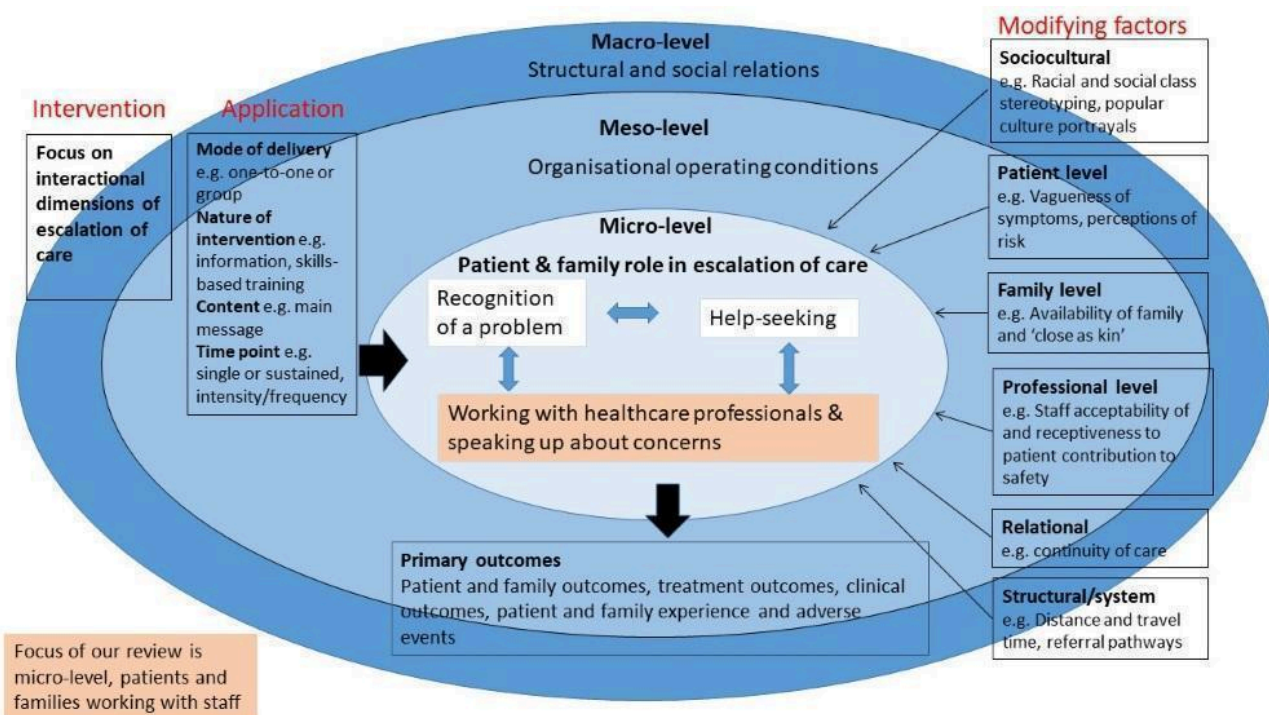 Macro-level
Structural and social relations
Meso-level
Organisational operating conditions
Micro-level
Patient & family role in escalation of care
Recognition
of a problem
Help-seeking
Working with healthcare professionals &
speaking up about concerns
Primary outcomes
Patient and family outcomes, treatment outcomes, clinical
outcomes, patient and family experience and adverse
events
Intervention
Focus on
interactional
dimensions of
escalation of
care
Application
Mode of delivery
e.g. one-to-one or
group
Nature of
intervention e.g.
information, skills-
based training
Content e.g. main
message
Time point e.g.
single or sustained,
intensity/frequency
Modifying factors
Sociocultural
e.g. Racial and social class
stereotyping, popular
culture portrayals
Patient level
e.g. Vagueness of
symptoms, perceptions of
risk
Family level
e.g. Availability of family
and ‘close as kin’
Professional level
e.g. Staff acceptability of
and receptiveness to
patient contribution to
safety
Relational
e.g. continuity of care
Structural/system
e.g. Distance and travel
time, referral pathways
Focus of our review is
micro-level, patients and
families working with staff